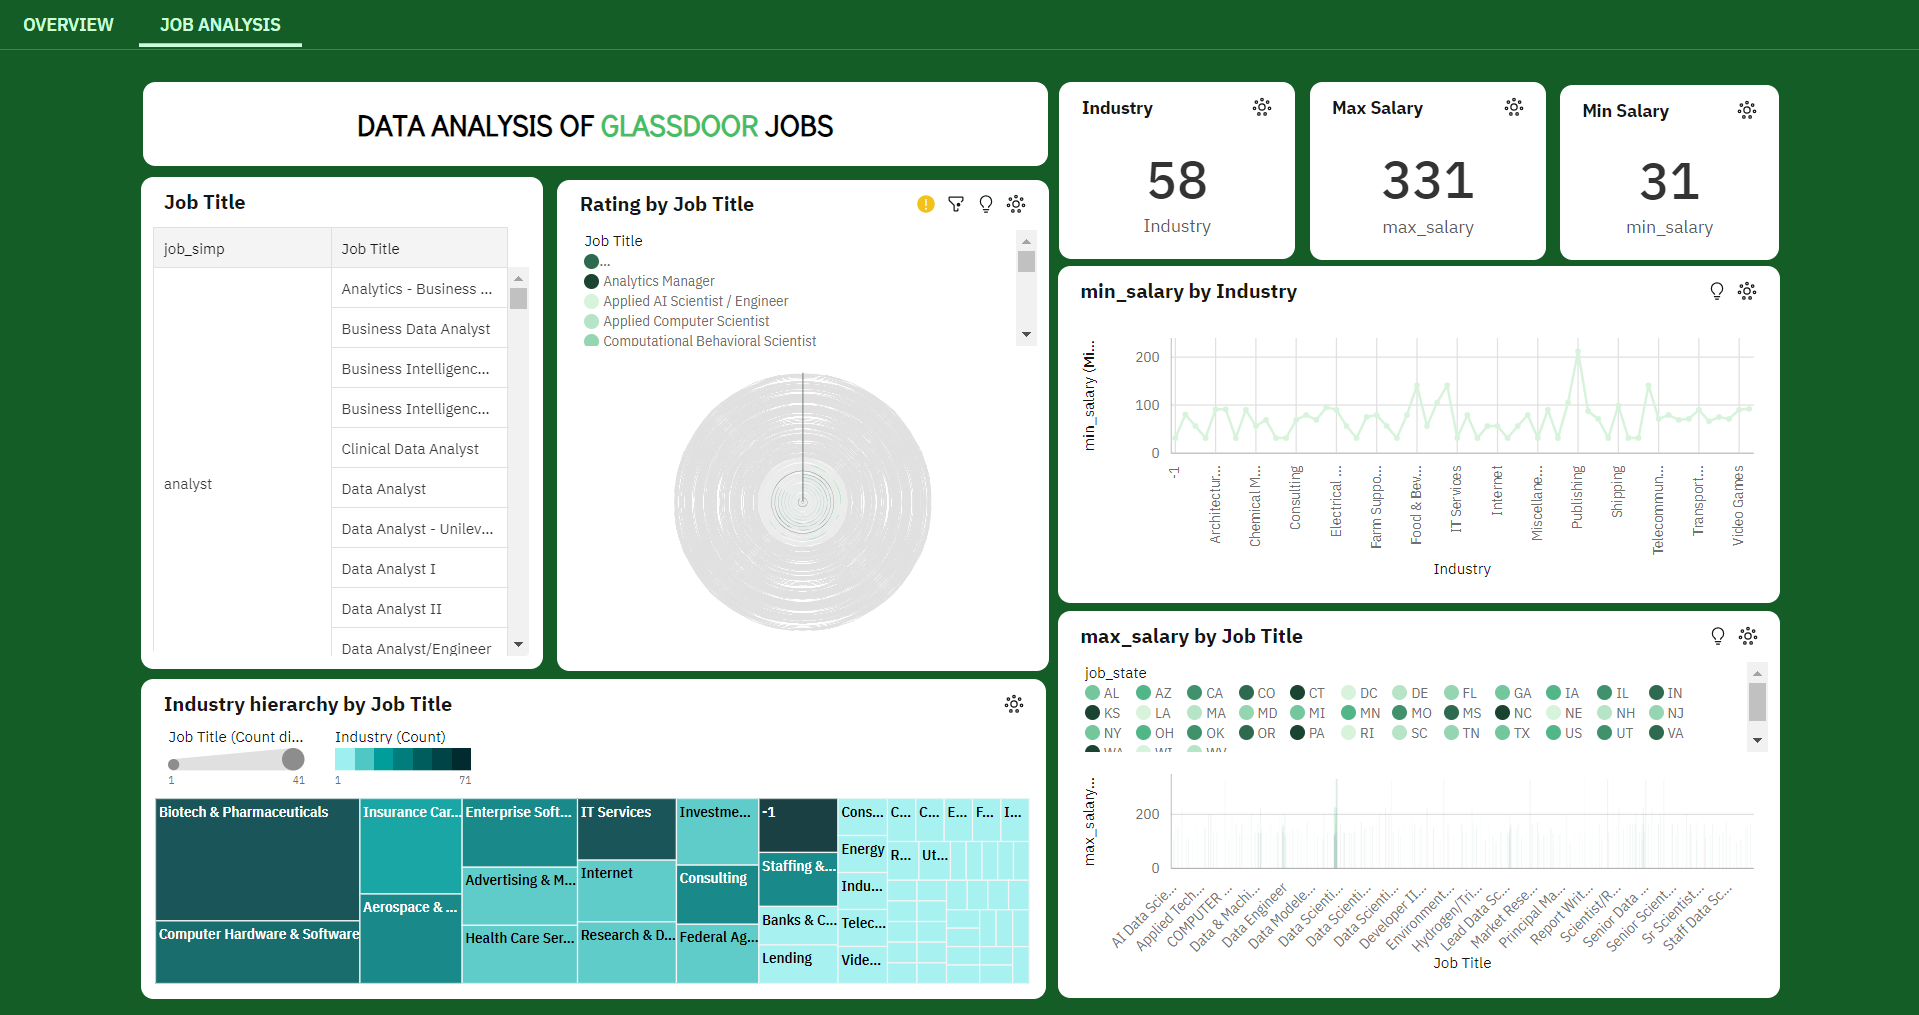 OVERVIEW
JOB ANALYSIS
DATA ANALYSIS OF GLASSDOOR JOBS
Industry
58
Industry
Max Salary
331
max_salary
Min Salary
31
min_salary
Job Title
job_simp
Job Title
analyst
Analytics - Business ...
Business Data Analyst
Business Intelligenc...
Business Intelligenc...
Clinical Data Analyst
Data Analyst
Data Analyst - Unilev...
Data Analyst I
Data Analyst II
Data Analyst/Engineer
Rating by Job Title
Job Title
...
Analytics Manager
Applied AI Scientist / Engineer
Applied Computer Scientist
Computational Behavioral Scientist
min_salary by Industry
min_salary (Mi...
200
100
0
-1
Architectur...
Chemical M...
Consulting
Electrical ...
Farm Suppo...
Food & Bev...
IT Services
Internet
Miscellane...
Publishing
Shipping
Telecommun...
Transport...
Video Games
Industry
Industry hierarchy by Job Title
Job Title (Count di...
1
41
Industry (Count)
1
71
Biotech & Pharmaceuticals
Computer Hardware & Software
Insurance Car...
Aerospace & ...
Enterprise Soft...
Advertising & M...
Health Care Ser...
IT Services
Internet
Research & D...
Investme...
Consulting
Federal Ag...
-1
Staffing &...
Banks & C...
Lending
Cons...
Energy
Indu...
Telec...
Vide...
C...
C...
E...
F...
I...
R...
Ut...
max_salary by Job Title
job_state
AL AZ CA CO CT DC DE FL GA IA IL IN
KS LA MA MD MI MN MO MS NC NE NH NJ
NY OH OK OR PA RI SC TN TX US UT VA
WA WI WV
max_salary...
200
0
AI Data Scie...
Applied Tech...
COMPUTER ...
Data & Machi...
Data Engineer
Data Modele...
Data Scienti...
Data Scienti...
Data Scienti...
Developer II...
Environment...
Hydrogen/Tri...
Lead Data Sc...
Market Rese...
Principal Ma...
Report Writ...
Scientist/R...
Senior Data ...
Senior Scient...
Sr Scientist...
Staff Data Sc...
Job Title